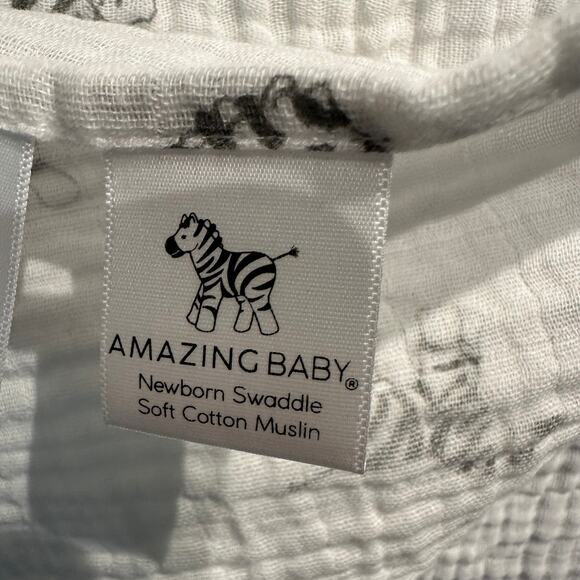 AMAZING BABY®
Newborn Swaddle
Soft Cotton Muslin